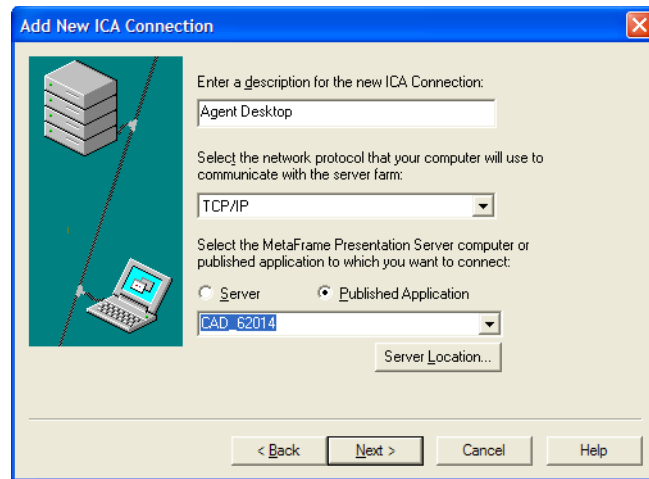 Add New ICA Connection
Enter a description for the new ICA Connection:
Agent Desktop
Select the network protocol that your computer will use to
communicate with the server farm:
TCP/IP
Select the MetaFrame Presentation Server computer or
published application to which you want to connect:
Server Published Application
CAD_62014
Server Location...
< Back Next > Cancel Help